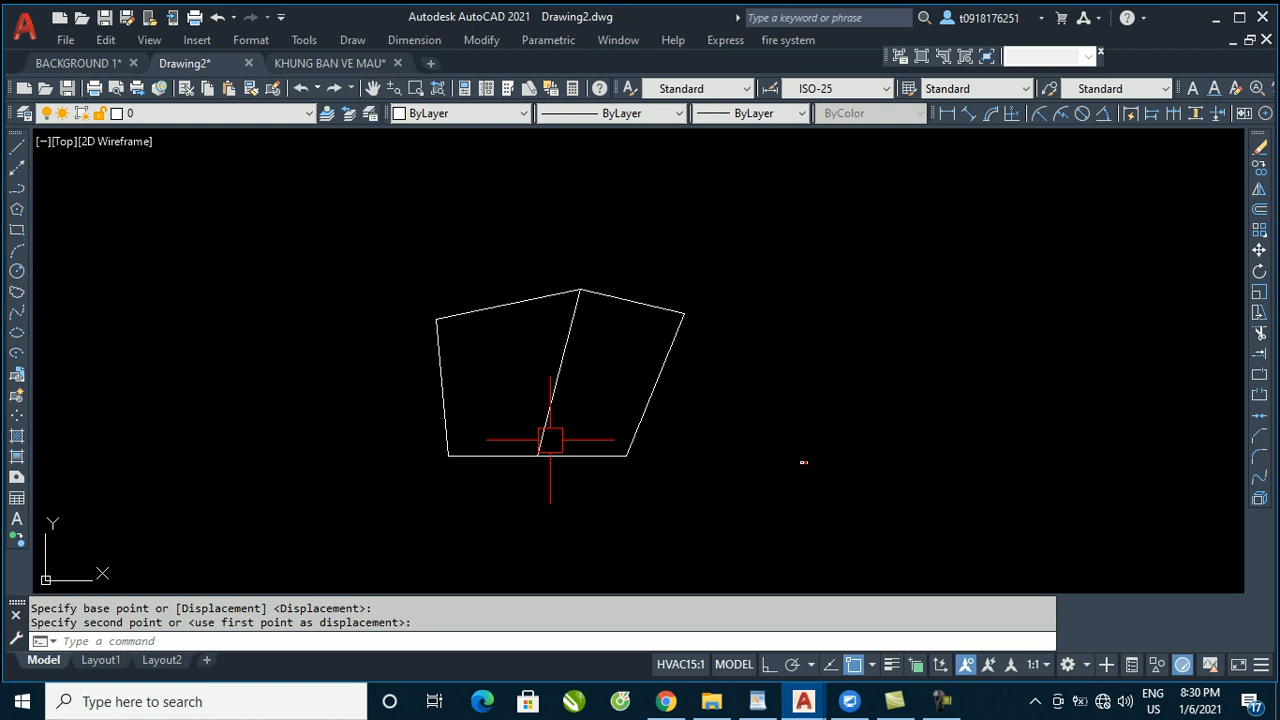 Autodesk AutoCAD 2021 Drawing2.dwg
Type a keyword or phrase
t0918176251
File Edit View Insert Format Tools Draw Dimension Modify Parametric Window Help Express fire system
BACKGROUND 1* Drawing2* KHUNG BAN VE MAU*
Standard ISO-25 Standard Standard
0 ByLayer ByLayer ByLayer ByColor
[−][Top][2D Wireframe]
Y
X
Specify base point or [Displacement] <Displacement>:
Specify second point or <use first point as displacement>:
Type a command
Model Layout1 Layout2 HVAC15:1 MODEL 1:1
Type here to search
ENG 8:30 PM
US 1/6/2021
17